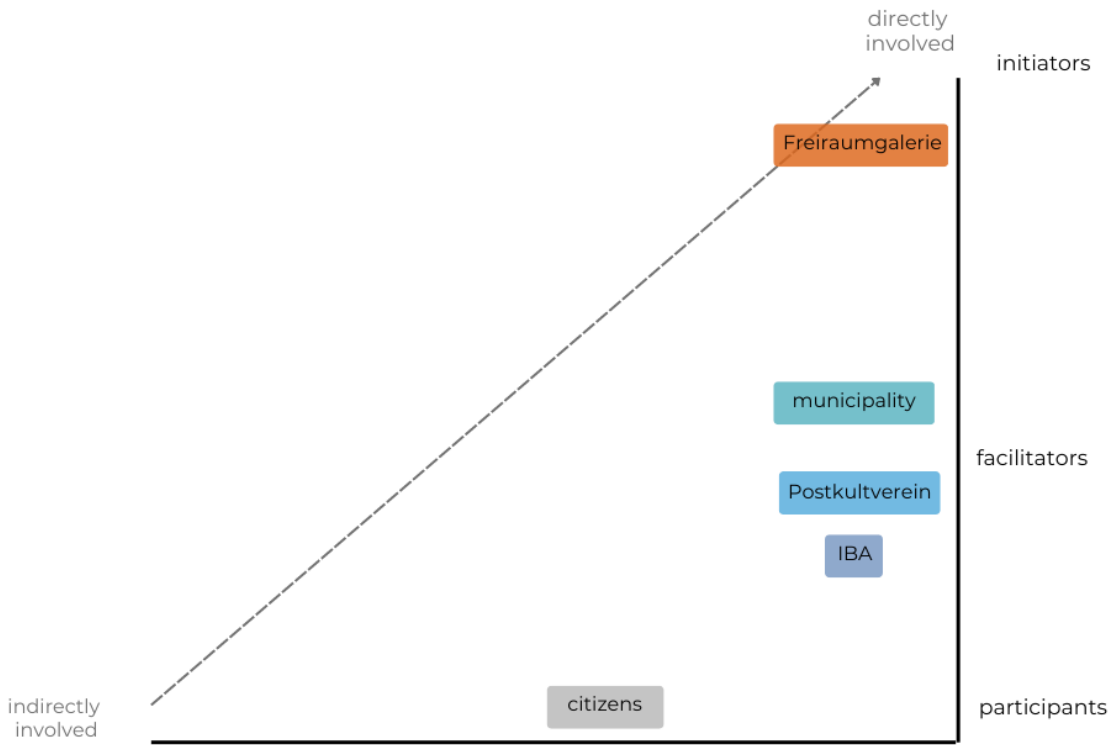 directly
involved
initiators
Freiraumgalerie
municipality
facilitators
Postkultverein
IBA
citizens
indirectly
involved
participants